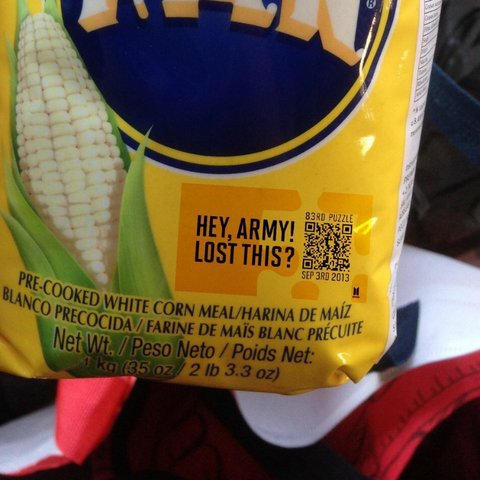 HEY, ARMY!
LOST THIS?
83RD PUZZLE
SEP 3RD 2013
PRE-COOKED WHITE CORN MEAL/HARINA DE MAÍZ
BLANCO PRECOCIDA / FARINE DE MAÏS BLANC PRÉCUITE
Net Wt. / Peso Neto / Poids Net:
1 kg (35 oz / 2 lb 3.3 oz)